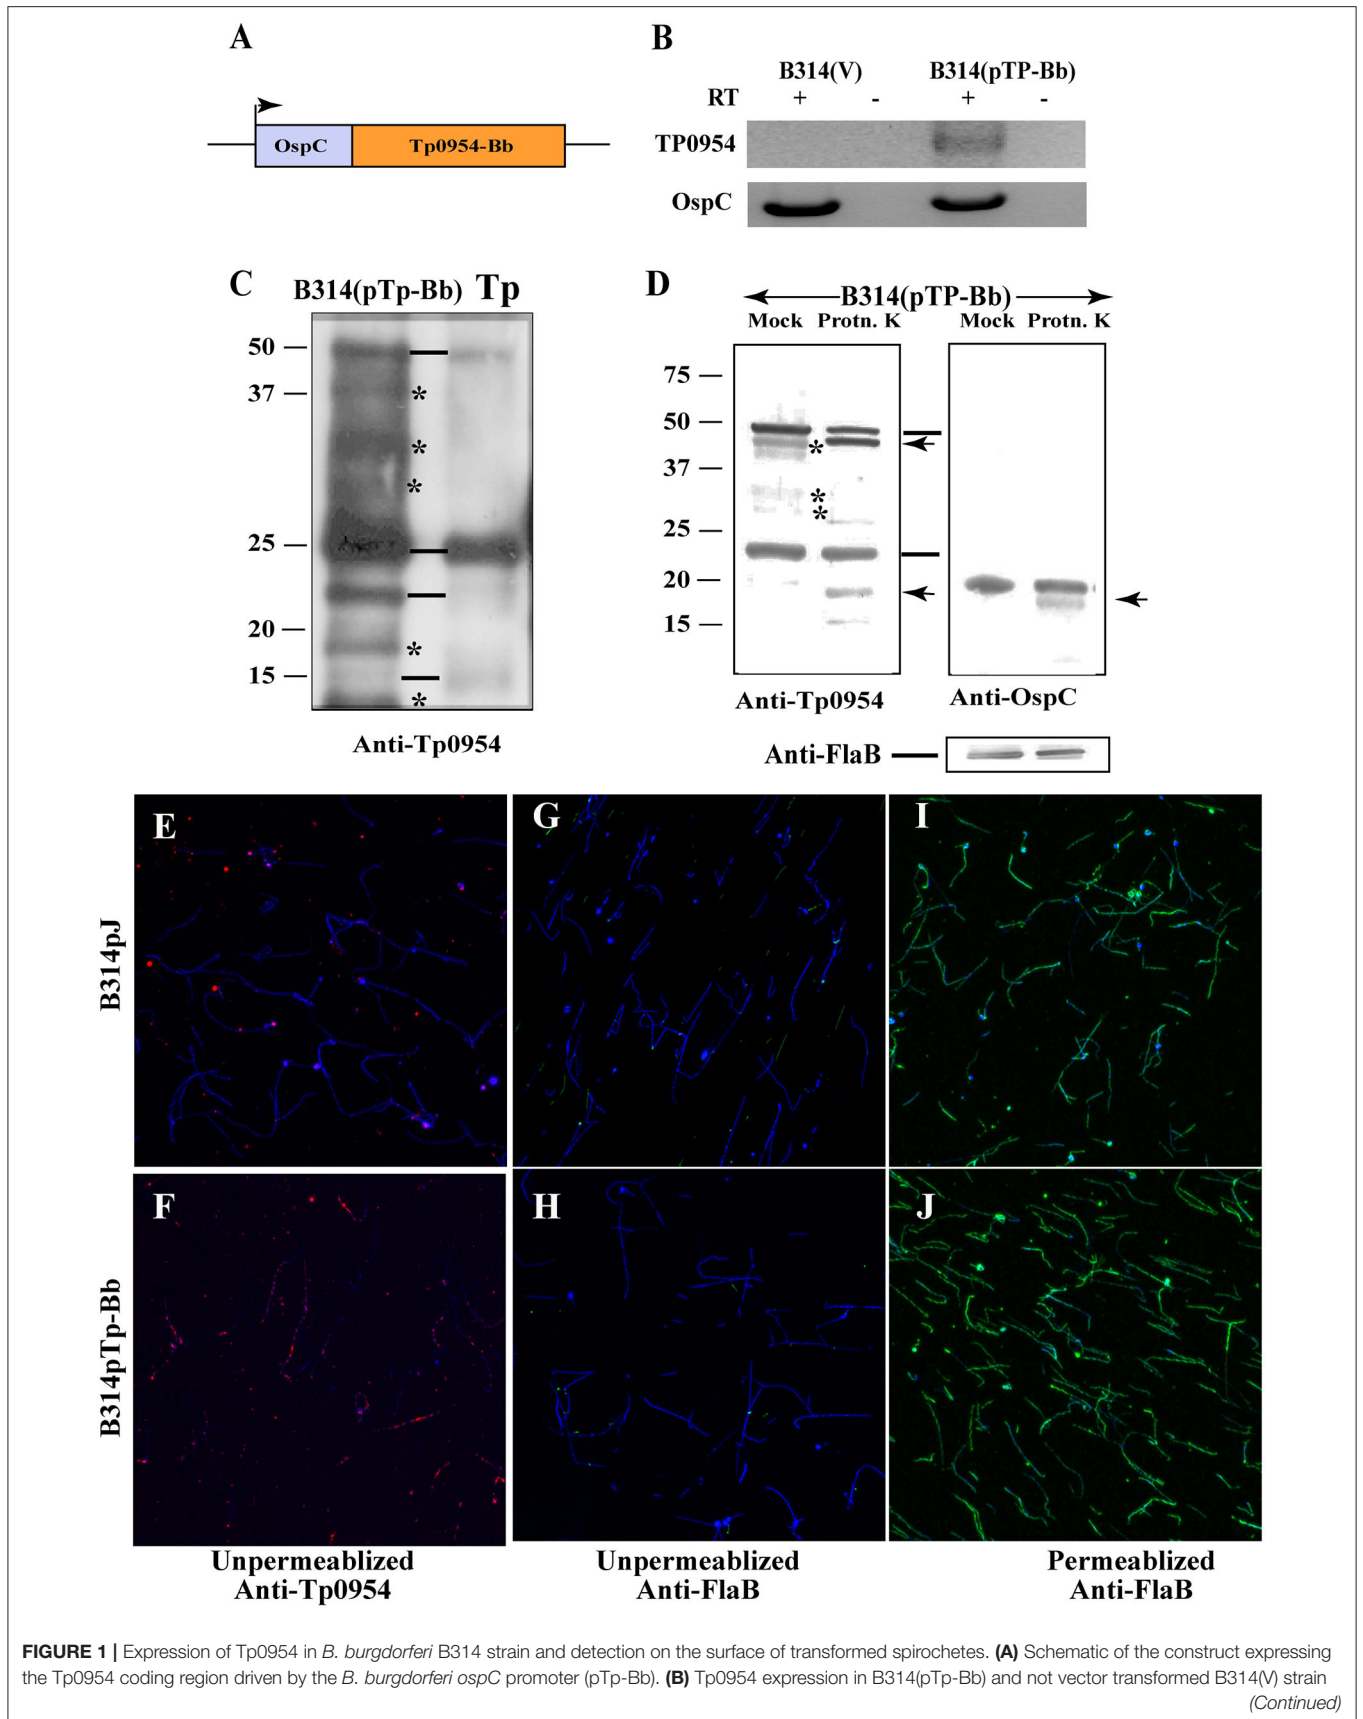 A
OspC
Tp0954-Bb
B
B314(V)
B314(pTP-Bb)
RT
+
-
+
-
TP0954
OspC
C
B314(pTp-Bb)
Tp
50
37
25
20
15
*
*
*
*
*
Anti-Tp0954
D
B314(pTP-Bb)
Mock
Protn. K
Mock
Protn. K
75
50
37
25
20
15
*
*
*
Anti-Tp0954
Anti-OspC
Anti-FlaB
E
G
I
B314pJ
F
H
J
B314pTp-Bb
Unpermeablized
Anti-Tp0954
Unpermeablized
Anti-FlaB
Permeablized
Anti-FlaB
FIGURE 1 | Expression of Tp0954 in B. burgdorferi B314 strain and detection on the surface of transformed spirochetes. (A) Schematic of the construct expressing
the Tp0954 coding region driven by the B. burgdorferi ospC promoter (pTp-Bb). (B) Tp0954 expression in B314(pTp-Bb) and not vector transformed B314(V) strain
(Continued)